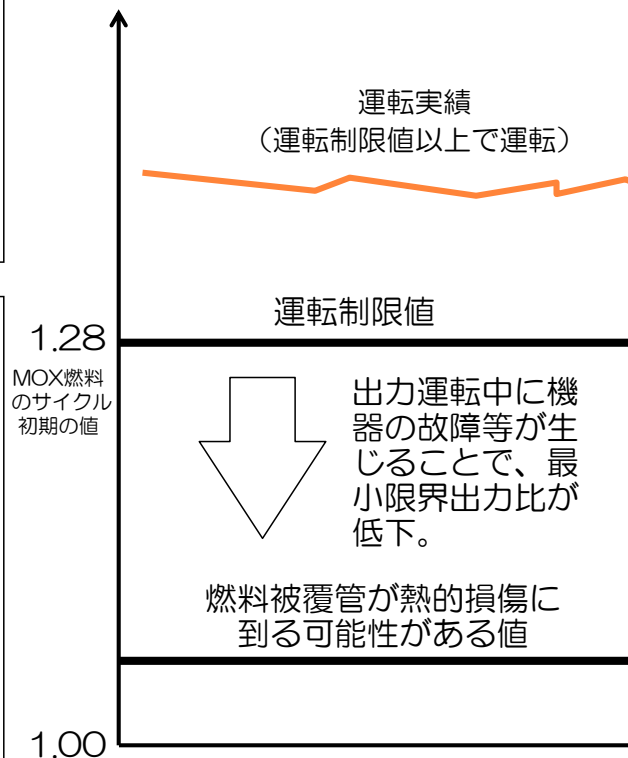 運転実績
（運転制限値以上で運転）
運転制限値
1.28
MOX燃料
のサイクル
初期の値
出力運転中に機
器の故障等が生
じることで、最
小限界出力比が
低下。
燃料被覆管が熱的損傷に
到る可能性がある値
1.00